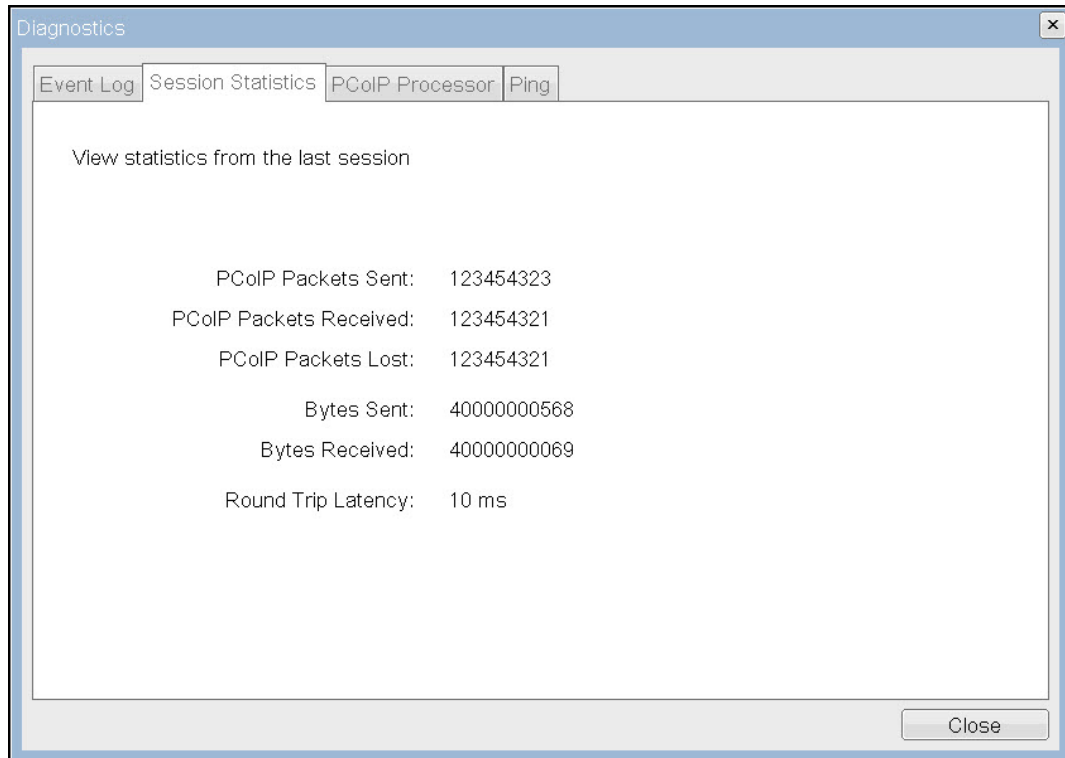 Diagnostics
Event Log Session Statistics PCoIP Processor Ping
View statistics from the last session
PCoIP Packets Sent: 123454323
PCoIP Packets Received: 123454321
PCoIP Packets Lost: 123454321
Bytes Sent: 40000000568
Bytes Received: 40000000069
Round Trip Latency: 10 ms
Close